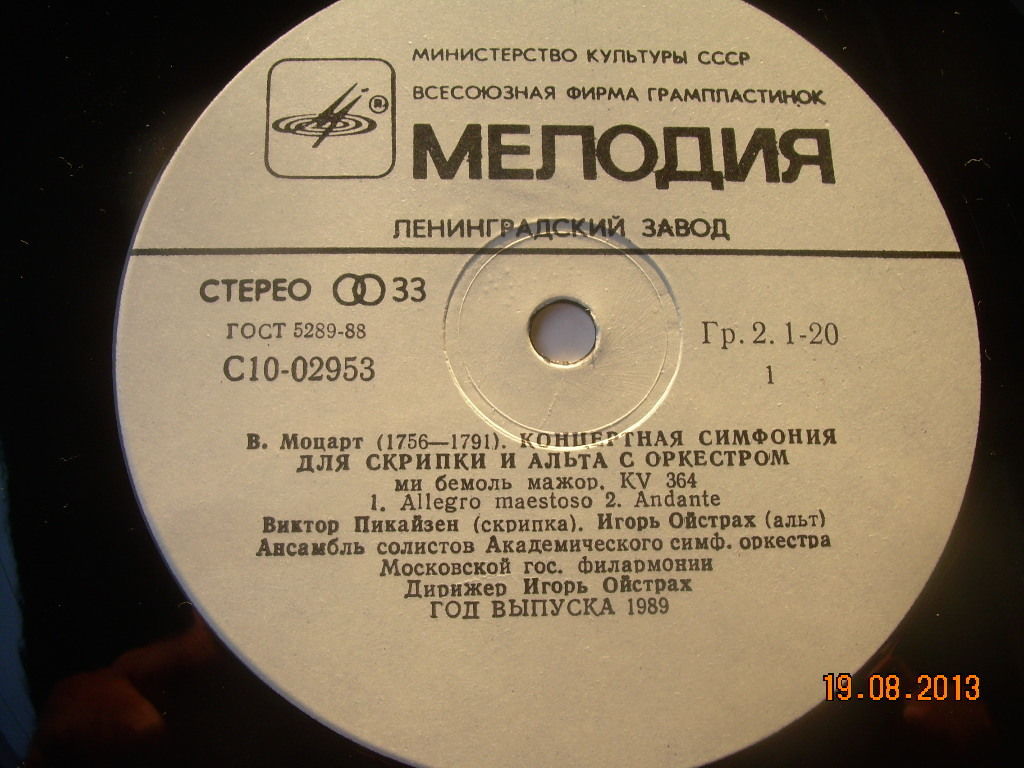 МИНИСТЕРСТВО КУЛЬТУРЫ СССР
ВСЕСОЮЗНАЯ ФИРМА ГРАМПЛАСТИНОК
®
МЕЛОДИЯ
ЛЕНИНГРАДСКИЙ ЗАВОД
СТЕРЕО 33
ГОСТ 5289-88
С10-02953
Гр. 2. 1-20
1
В. Моцарт (1756—1791). КОНЦЕРТНАЯ СИМФОНИЯ
ДЛЯ СКРИПКИ И АЛЬТА С ОРКЕСТРОМ
ми бемоль мажор. KV 364
1. Allegro maestoso 2. Andante
Виктор Пикайзен (скрипка). Игорь Ойстрах (альт)
Ансамбль солистов Академического симф. оркестра
Московской гос. филармонии
Дирижер Игорь Ойстрах
ГОД ВЫПУСКА 1989
19.08.2013